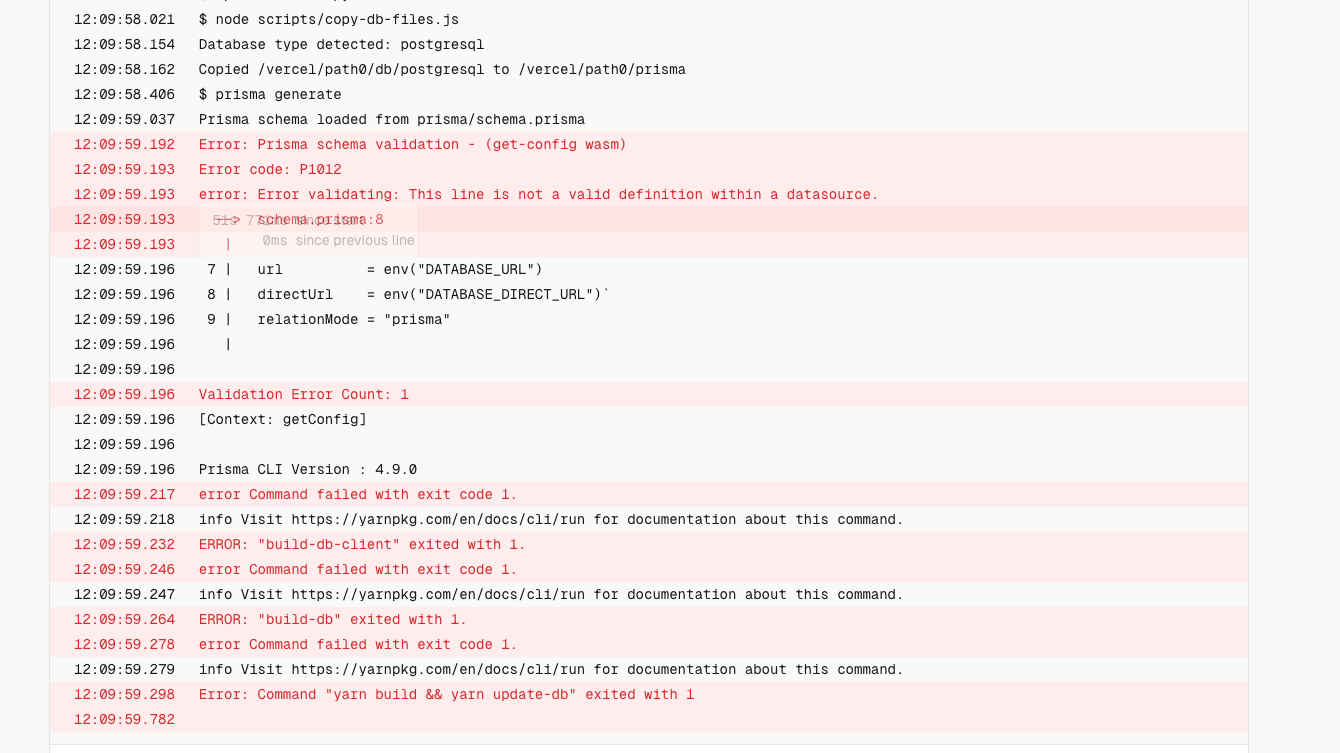 12:09:58.021 $ node scripts/copy-db-files.js
12:09:58.154 Database type detected: postgresql
12:09:58.162 Copied /vercel/path0/db/postgresql to /vercel/path0/prisma
12:09:58.406 $ prisma generate
12:09:59.037 Prisma schema loaded from prisma/schema.prisma
12:09:59.192 Error: Prisma schema validation - (get-config wasm)
12:09:59.193 Error code: P1012
12:09:59.193 error: Error validating: This line is not a valid definition within a datasource.
12:09:59.193 --> schema.prisma:8
since start
0ms since previous line
12:09:59.193 |
12:09:59.196 7 | url = env("DATABASE_URL")
12:09:59.196 8 | directUrl = env("DATABASE_DIRECT_URL")`
12:09:59.196 9 | relationMode = "prisma"
12:09:59.196 |
12:09:59.196
12:09:59.196 Validation Error Count: 1
12:09:59.196 [Context: getConfig]
12:09:59.196
12:09:59.196 Prisma CLI Version : 4.9.0
12:09:59.217 error Command failed with exit code 1.
12:09:59.218 info Visit https://yarnpkg.com/en/docs/cli/run for documentation about this command.
12:09:59.232 ERROR: "build-db-client" exited with 1.
12:09:59.246 error Command failed with exit code 1.
12:09:59.247 info Visit https://yarnpkg.com/en/docs/cli/run for documentation about this command.
12:09:59.264 ERROR: "build-db" exited with 1.
12:09:59.278 error Command failed with exit code 1.
12:09:59.279 info Visit https://yarnpkg.com/en/docs/cli/run for documentation about this command.
12:09:59.298 Error: Command "yarn build && yarn update-db" exited with 1
12:09:59.782